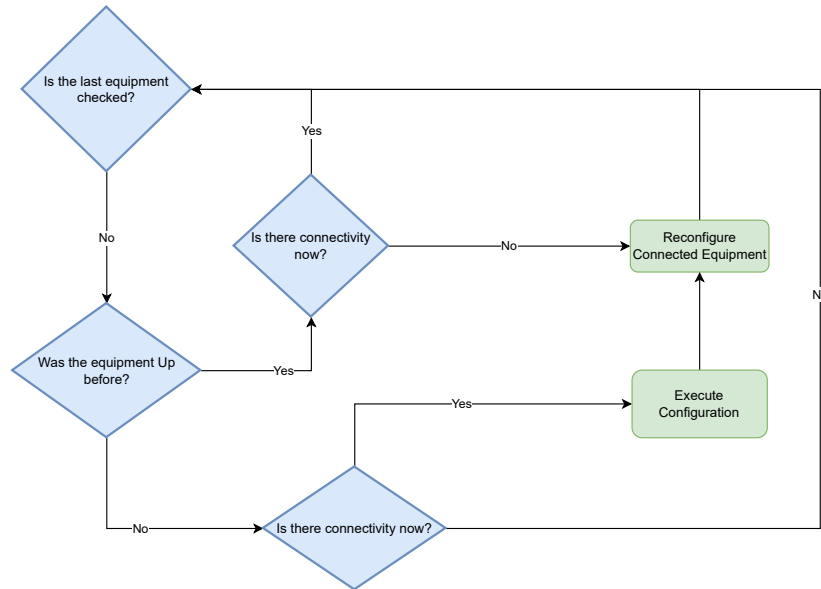 Is the last equipment
checked?
Yes
No
Is there connectivity
now?
No
Reconfigure
Connected Equipment
N
Was the equipment Up
before?
Yes
Execute
Configuration
Yes
No
Is there connectivity now?